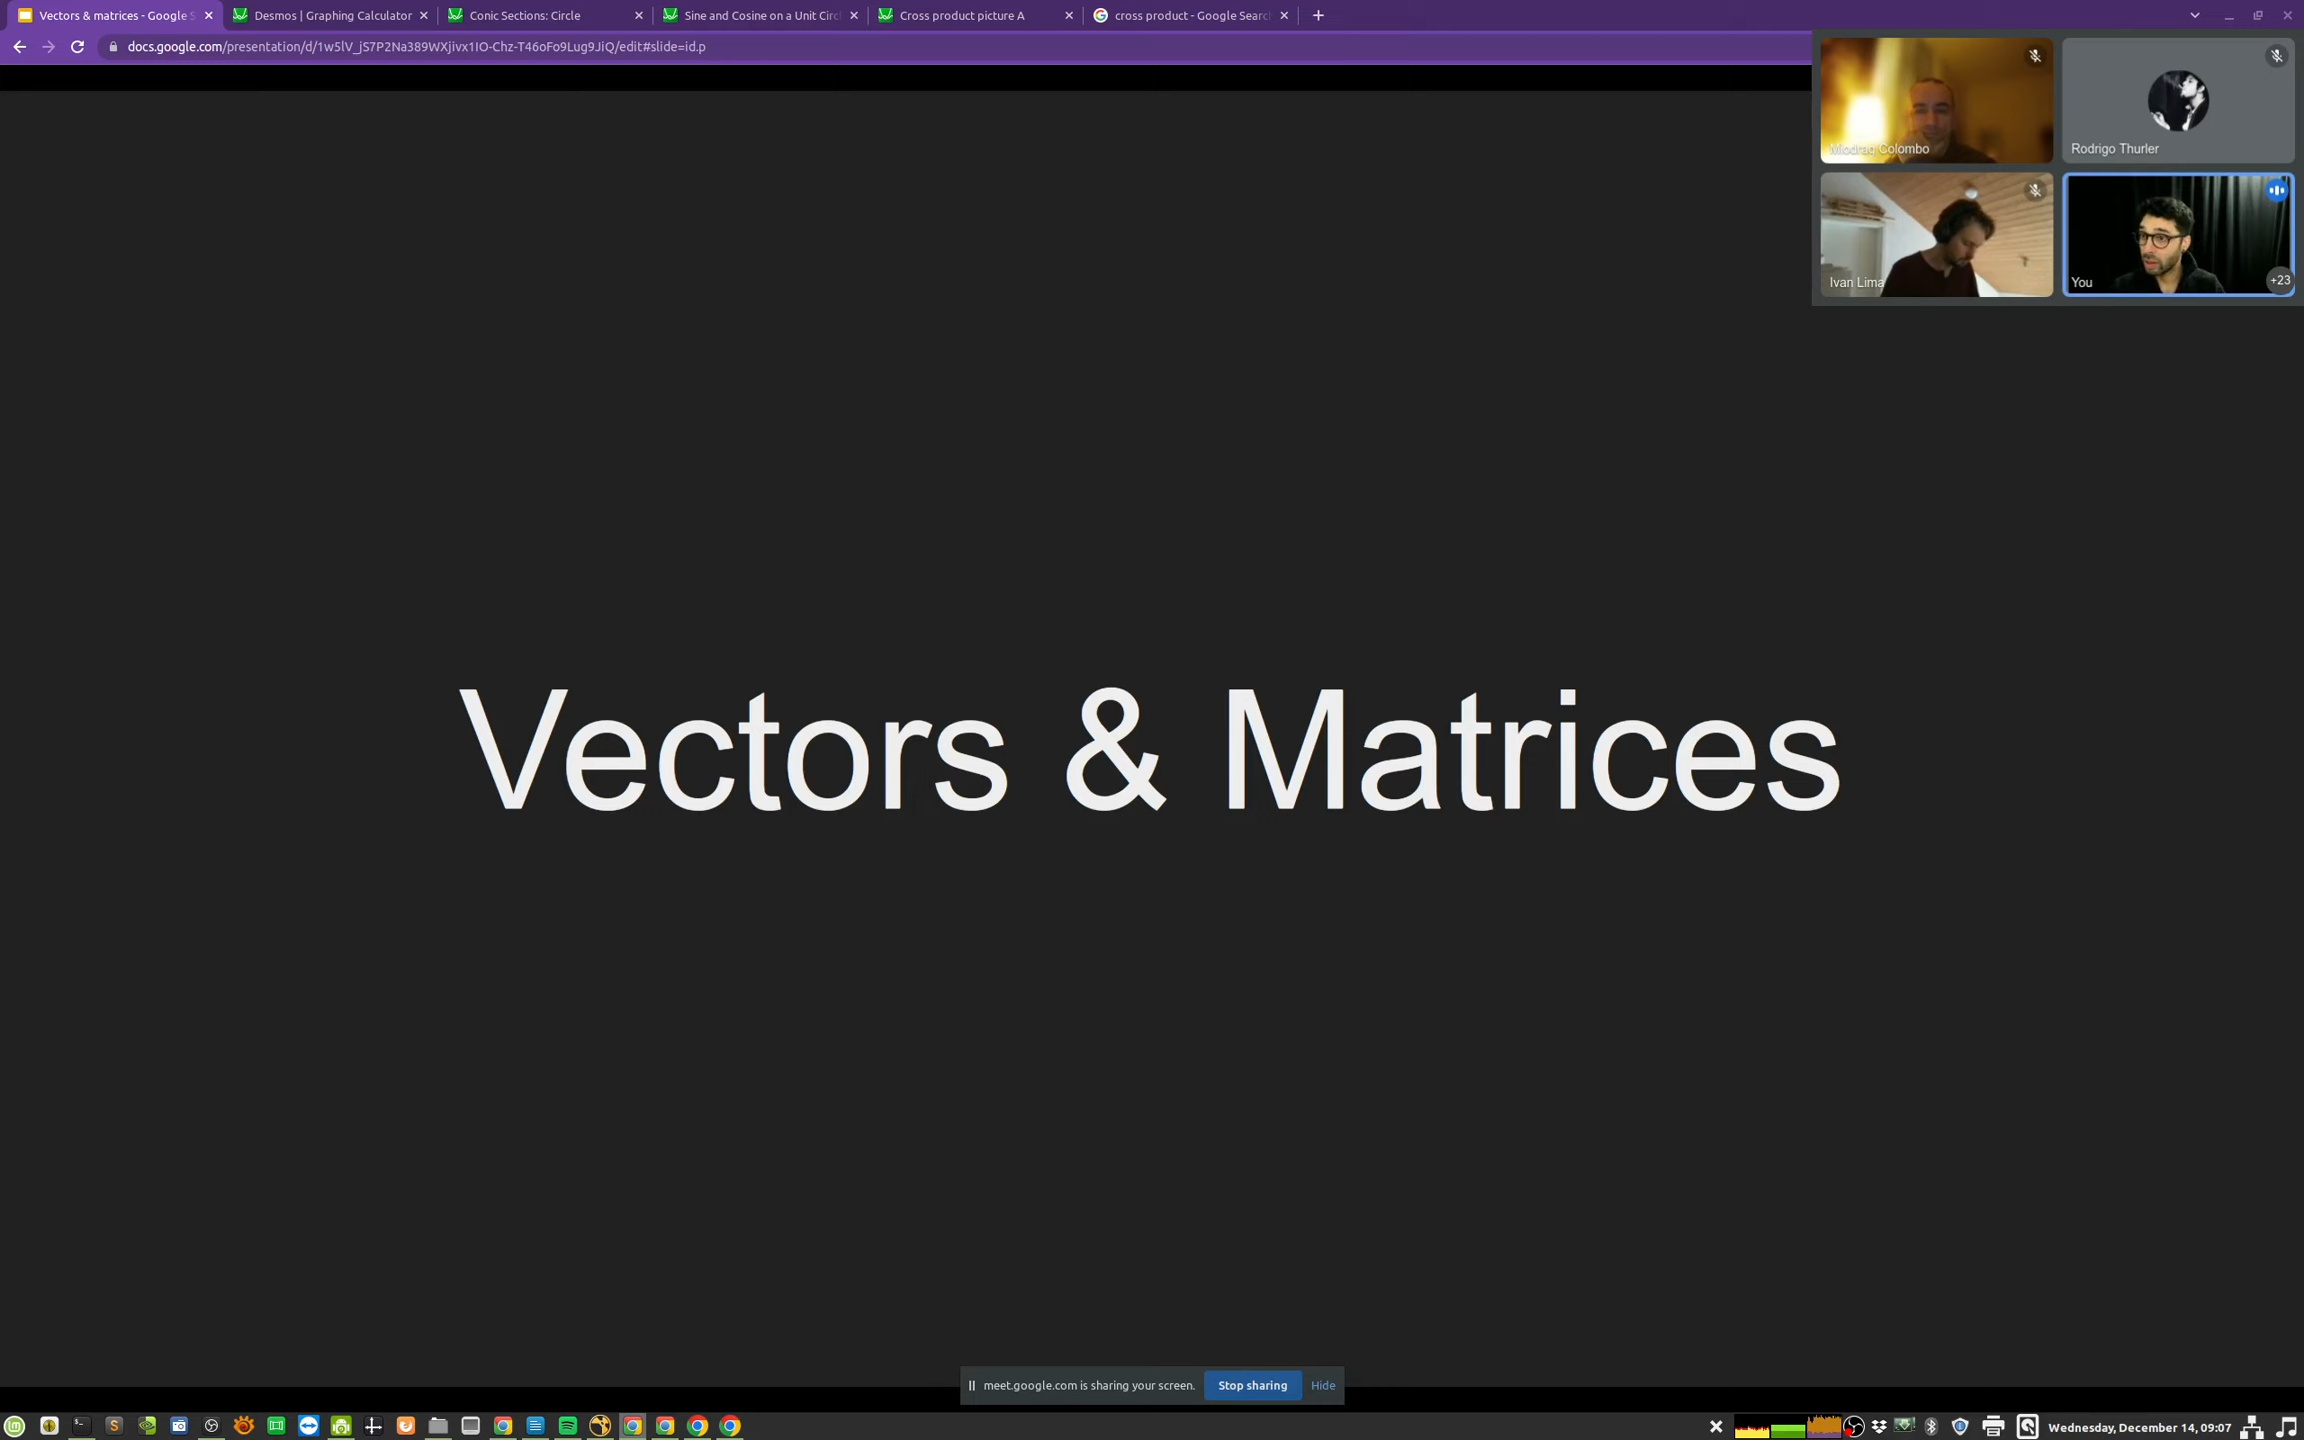 Vectors & matrices - Google S
Desmos | Graphing Calculator
Conic Sections: Circle
Sine and Cosine on a Unit Circ
Cross product picture A
cross product - Google Searc
docs.google.com/presentation/d/1w5lV_jS7P2Na389WXjivx1IO-Chz-T46oFo9Lug9JiQ/edit#slide=id.p
Miodrag Colombo
Rodrigo Thurler
Ivan Lima
You
+23
Vectors & Matrices
meet.google.com is sharing your screen.
Stop sharing
Hide
Wednesday, December 14, 09:07